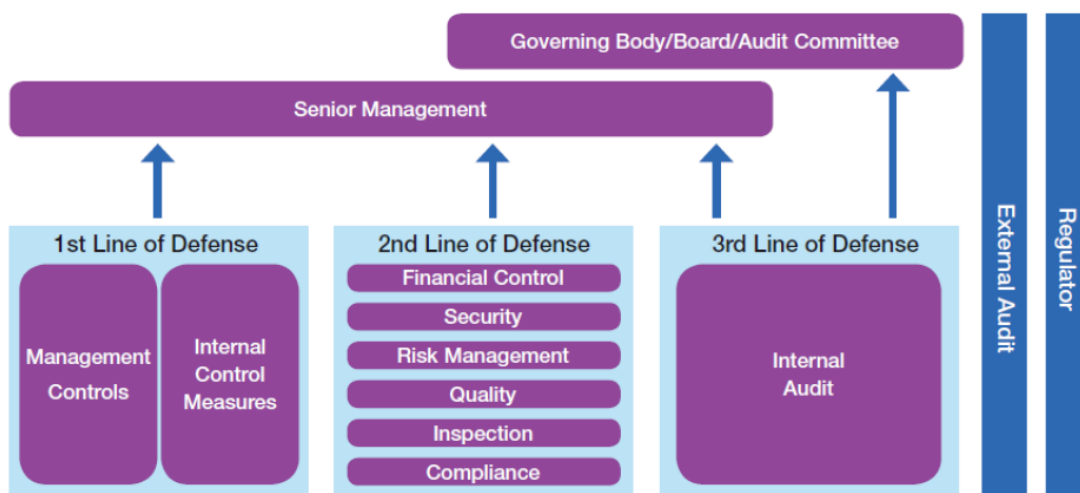 Governing Body/Board/Audit Committee
Senior Management
1st Line of Defense
Management
Controls
Internal
Control
Measures
2nd Line of Defense
Financial Control
Security
Risk Management
Quality
Inspection
Compliance
3rd Line of Defense
Internal
Audit
External Audit
Regulator